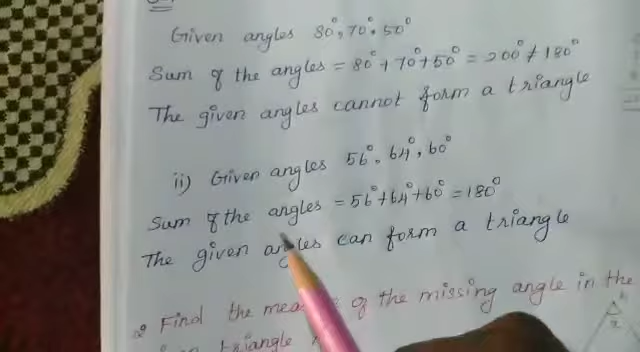 Given angles 80°, 70°, 50°
Sum of the angles = 80° + 70° + 50° = 200° ≠ 180°
The given angles cannot form a triangle
ii) Given angles 56°, 64°, 60°
Sum of the angles = 56° + 64° + 60° = 180°
The given angles can form a triangle
2 Find the of the missing angle in the
triangle